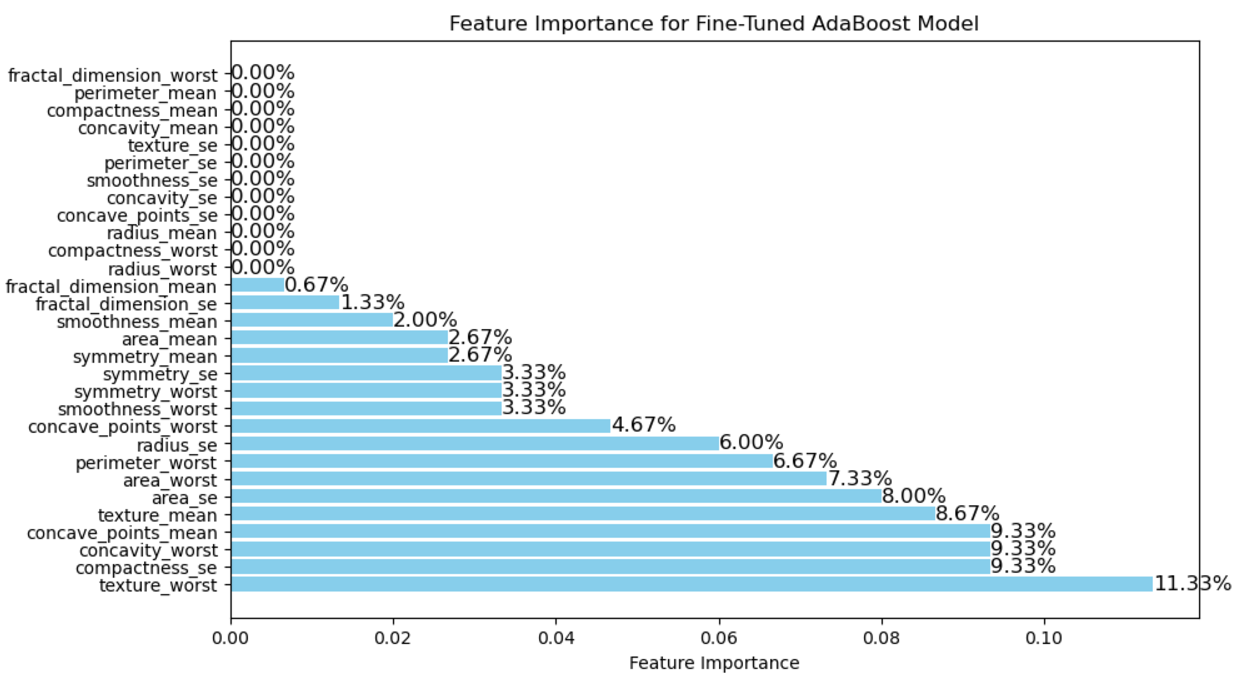 Feature Importance for Fine-Tuned AdaBoost Model
fractal_dimension_worst 0.00%
perimeter_mean 0.00%
compactness_mean 0.00%
concavity_mean 0.00%
texture_se 0.00%
perimeter_se 0.00%
smoothness_se 0.00%
concavity_se 0.00%
concave_points_se 0.00%
radius_mean 0.00%
compactness_worst 0.00%
radius_worst 0.00%
fractal_dimension_mean 0.67%
fractal_dimension_se 1.33%
smoothness_mean 2.00%
area_mean 2.67%
symmetry_mean 2.67%
symmetry_se 3.33%
symmetry_worst 3.33%
smoothness_worst 3.33%
concave_points_worst 4.67%
radius_se 6.00%
perimeter_worst 6.67%
area_worst 7.33%
area_se 8.00%
texture_mean 8.67%
concave_points_mean 9.33%
concavity_worst 9.33%
compactness_se 9.33%
texture_worst 11.33%
0.00 0.02 0.04 0.06 0.08 0.10
Feature Importance